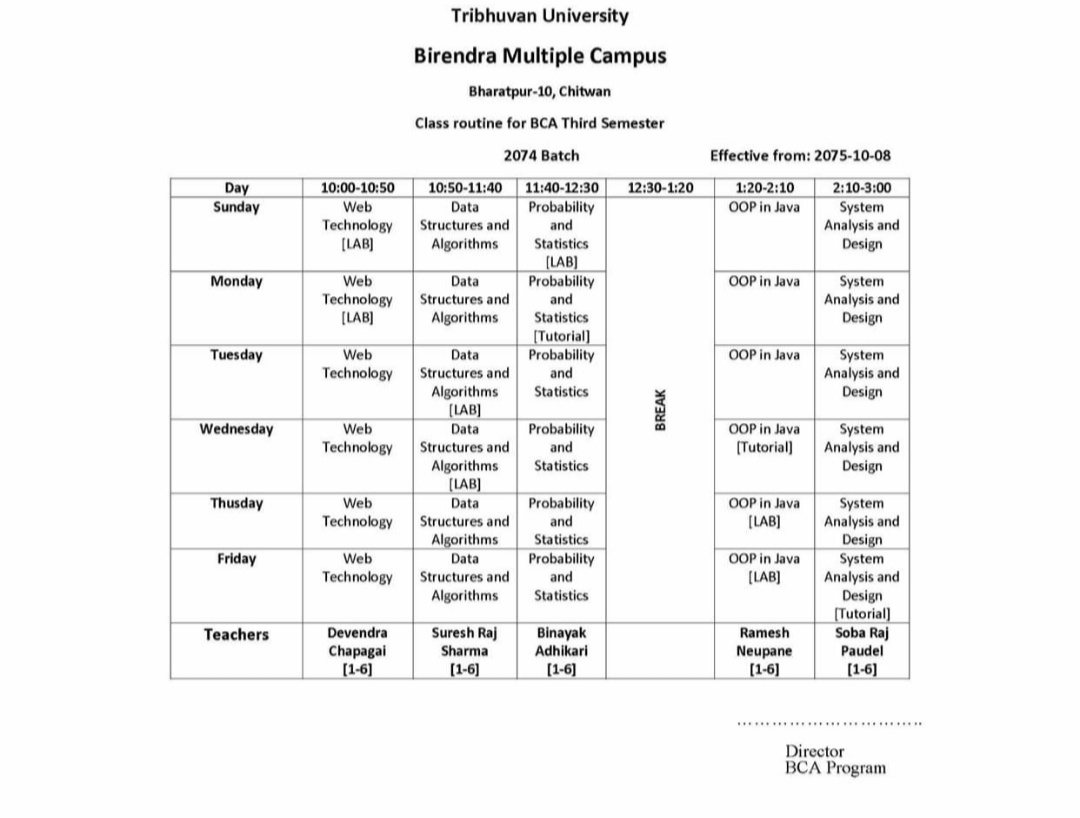 Tribhuvan University
Birendra Multiple Campus
Bharatpur-10, Chitwan
Class routine for BCA Third Semester
2074 Batch Effective from: 2075-10-08
Day 10:00-10:50 10:50-11:40 11:40-12:30 12:30-1:20 1:20-2:10 2:10-3:00
Sunday Web Data Probability OOP in Java System
Technology Structures and and Analysis and
[LAB] Algorithms Statistics Design
[LAB]
Monday Web Data Probability OOP in Java System
Technology Structures and and Analysis and
[LAB] Algorithms Statistics Design
[Tutorial]
Tuesday Web Data Probability OOP in Java System
Technology Structures and and Analysis and
Algorithms Statistics Design
[LAB]
BREAK
Wednesday Web Data Probability OOP in Java System
Technology Structures and and [Tutorial] Analysis and
Algorithms Statistics Design
[LAB]
Thusday Web Data Probability OOP in Java System
Technology Structures and and [LAB] Analysis and
Algorithms Statistics Design
Friday Web Data Probability OOP in Java System
Technology Structures and and [LAB] Analysis and
Algorithms Statistics Design
[Tutorial]
Teachers Devendra Suresh Raj Binayak Ramesh Soba Raj
Chapagai Sharma Adhikari Neupane Paudel
[1-6] [1-6] [1-6] [1-6] [1-6]
Director
BCA Program